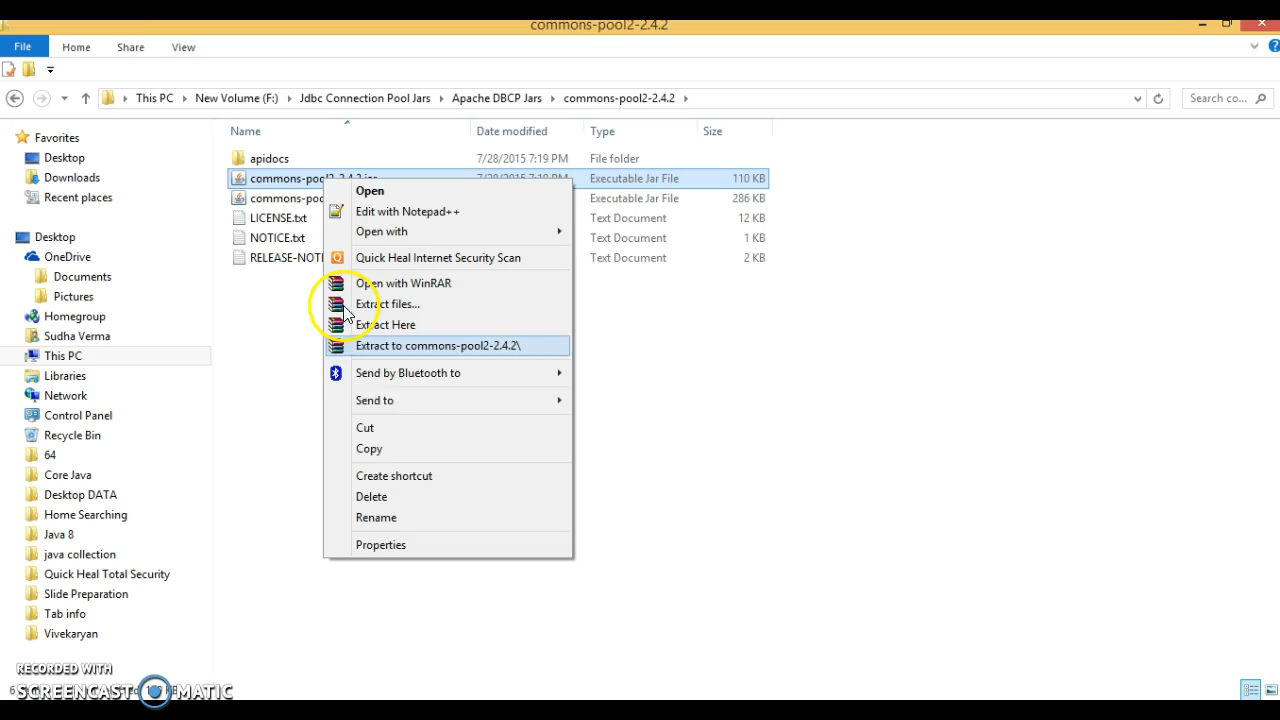 commons-pool2-2.4.2
File Home Share View
This PC New Volume (F:) Jdbc Connection Pool Jars Apache DBCP Jars commons-pool2-2.4.2 Search co...
Name Date modified Type Size
Favorites
Desktop
Downloads
Recent places
Desktop
OneDrive
Documents
Pictures
Homegroup
Sudha Verma
This PC
Libraries
Network
Control Panel
Recycle Bin
64
Core Java
Desktop DATA
Home Searching
Java 8
java collection
Quick Heal Total Security
Slide Preparation
Tab info
Vivekaryan
apidocs 7/28/2015 7:19 PM File folder
Executable Jar File 110 KB
commons-poo Executable Jar File 286 KB
LICENSE.txt Text Document 12 KB
NOTICE.txt Text Document 1 KB
RELEASE-NOT Text Document 2 KB
Open
Edit with Notepad++
Open with
Quick Heal Internet Security Scan
Open with WinRAR
Extract files...
Extract Here
Extract to commons-pool2-2.4.2\
Send by Bluetooth to
Send to
Cut
Copy
Create shortcut
Delete
Rename
Properties
RECORDED WITH
SCREENCAST MATIC